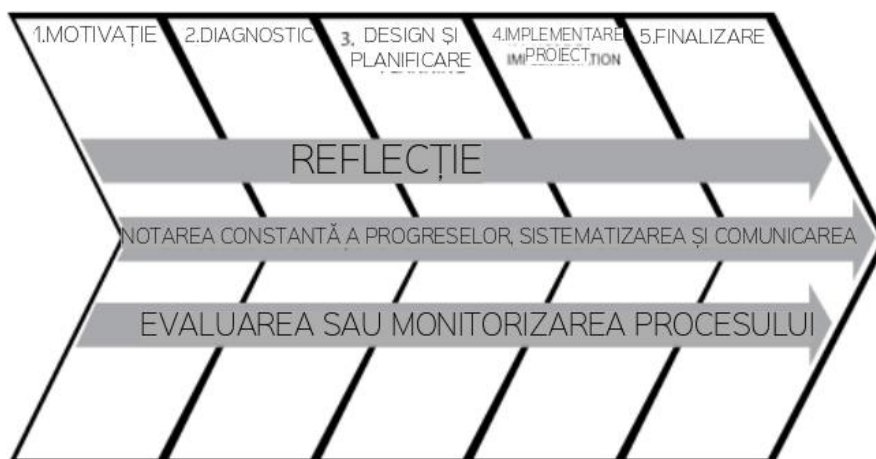 1.MOTIVAȚIE
2.DIAGNOSTIC
3. DESIGN ȘI
PLANIFICARE
4.IMPLEMENTARE
PROIECT
5.FINALIZARE
REFLECȚIE
NOTAREA CONSTANTĂ A PROGRESELOR, SISTEMATIZAREA ȘI COMUNICAREA
EVALUAREA SAU MONITORIZAREA PROCESULUI